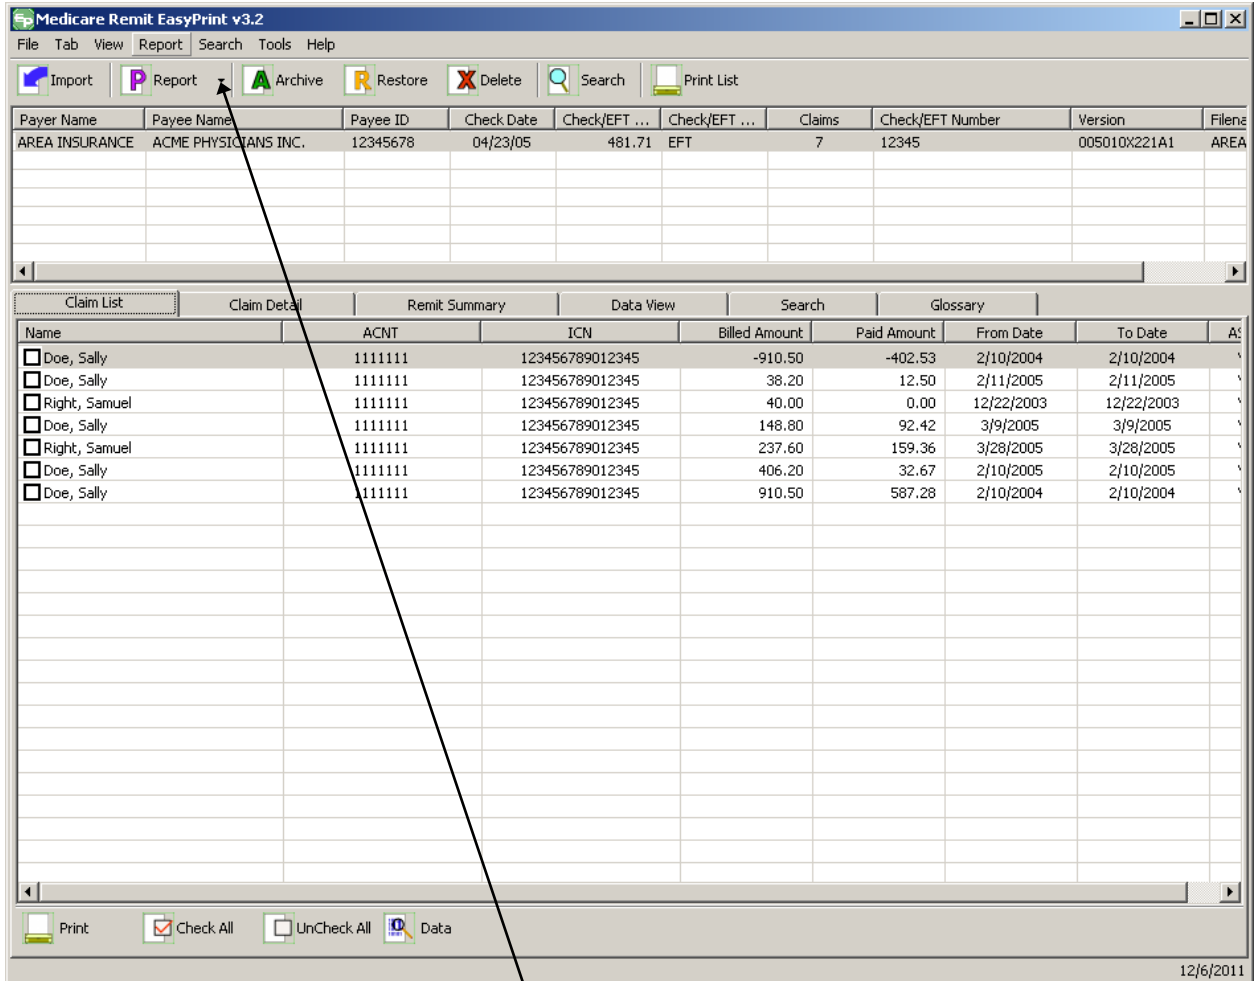 EP Medicare Remit EasyPrint v3.2
File Tab View Report Search Tools Help
Import P Report A Archive R Restore X Delete Search Print List
Payer Name Payee Name Payee ID Check Date Check/EFT ... Check/EFT ... Claims Check/EFT Number Version Filena
AREA INSURANCE ACME PHYSICIANS INC. 12345678 04/23/05 481.71 EFT 7 12345 005010X221A1 AREA
Claim List Claim Detail Remit Summary Data View Search Glossary
Name ACNT ICN Billed Amount Paid Amount From Date To Date AS
Doe, Sally 1111111 123456789012345 -910.50 -402.53 2/10/2004 2/10/2004
Doe, Sally 1111111 123456789012345 38.20 12.50 2/11/2005 2/11/2005
Right, Samuel 1111111 123456789012345 40.00 0.00 12/22/2003 12/22/2003
Doe, Sally 1111111 123456789012345 148.80 92.42 3/9/2005 3/9/2005
Right, Samuel 1111111 123456789012345 237.60 159.36 3/28/2005 3/28/2005
Doe, Sally 1111111 123456789012345 406.20 32.67 2/10/2005 2/10/2005
Doe, Sally 1111111 123456789012345 910.50 587.28 2/10/2004 2/10/2004
Print Check All UnCheck All Data
12/6/2011